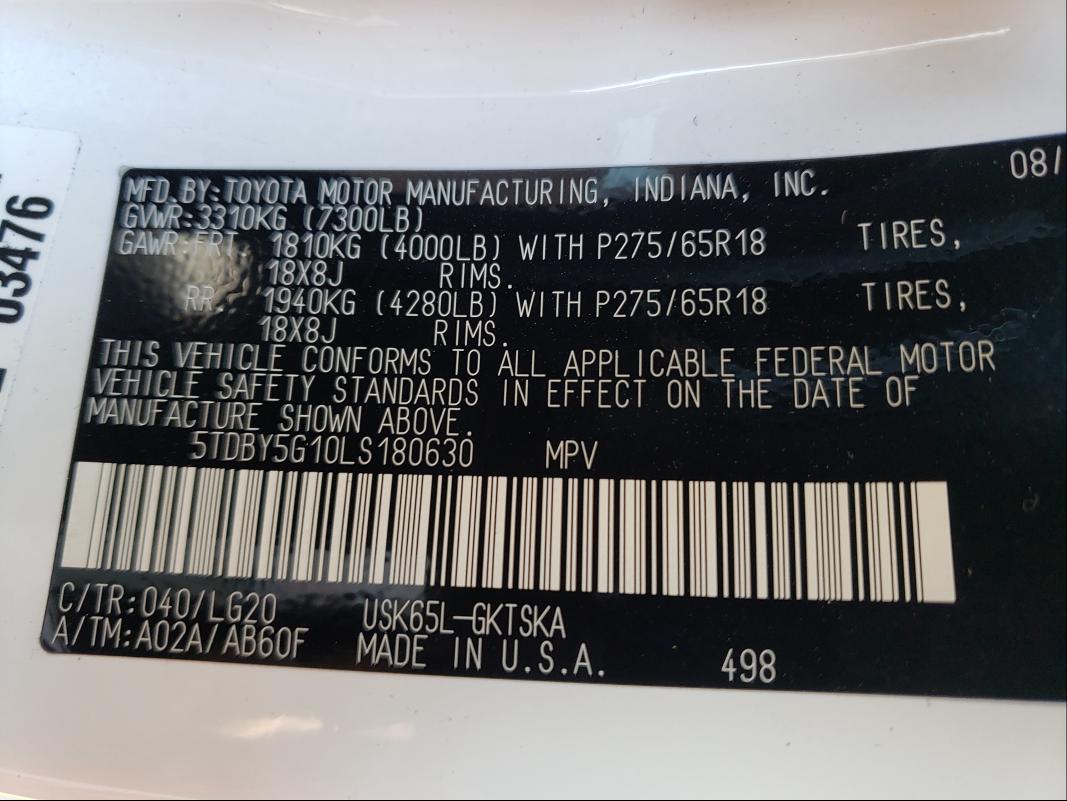 03476
08/
MFD.BY:TOYOTA MOTOR MANUFACTURING, INDIANA, INC.
GVWR:3310KG (7300LB)
GAWR:FRT. 1810KG (4000LB) WITH P275/65R18 TIRES,
18X8J RIMS.
RR. 1940KG (4280LB) WITH P275/65R18 TIRES,
18X8J RIMS.
THIS VEHICLE CONFORMS TO ALL APPLICABLE FEDERAL MOTOR
VEHICLE SAFETY STANDARDS IN EFFECT ON THE DATE OF
MANUFACTURE SHOWN ABOVE.
5TDBY5G10LS180630 MPV
C/TR:040/LG20 USK65L-GKTSKA
A/TM:A02A/AB60F MADE IN U.S.A. 498